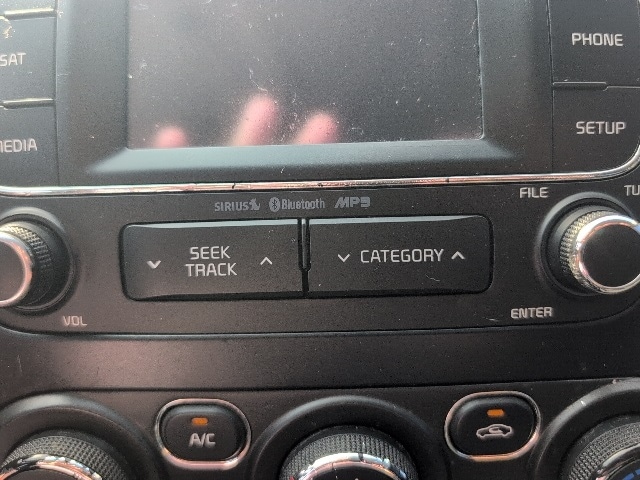 SAT
PHONE
MEDIA
SETUP
SIRIUS Bluetooth MP3
FILE
SEEK
TRACK
CATEGORY
VOL
ENTER
A/C